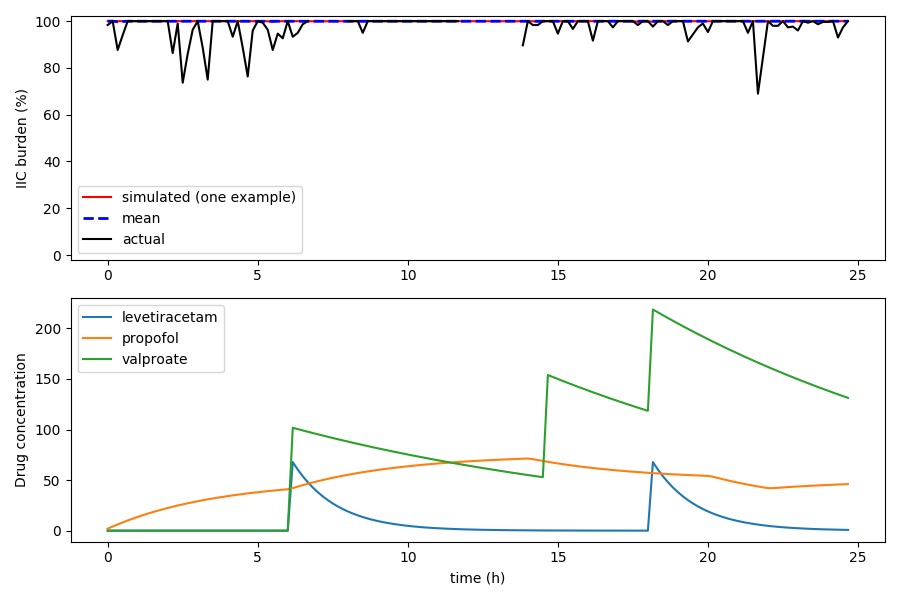 100
80
60
40
20
0
IIC burden (%)
simulated (one example)
mean
actual
0 5 10 15 20 25
200
150
100
50
0
Drug concentration
levetiracetam
propofol
valproate
0 5 10 15 20 25
time (h)